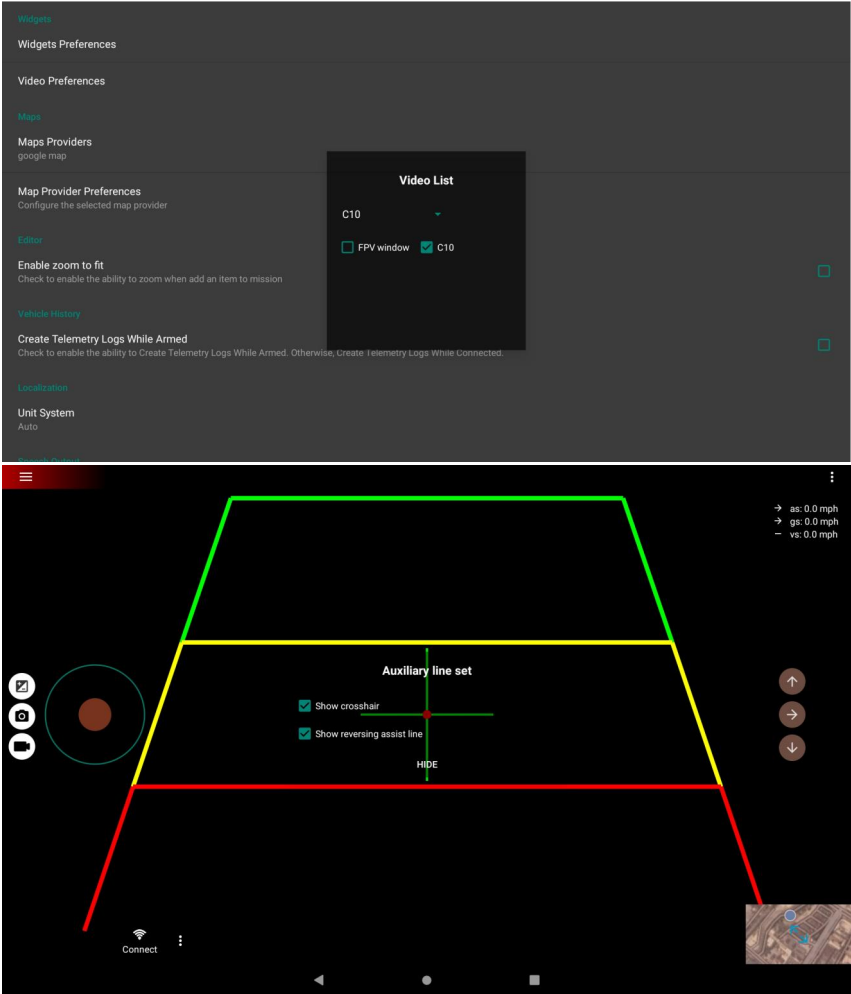 Widgets
Widgets Preferences
Video Preferences
Maps
Maps Providers
google map
Map Provider Preferences
Configure the selected map provider
Editor
Enable zoom to fit
Check to enable the ability to zoom when add an item to mission
Vehicle History
Create Telemetry Logs While Armed
Check to enable the ability to Create Telemetry Logs While Armed. Otherwise, Create Telemetry Logs While Connected.
Localization
Unit System
Auto
Speech Output
Video List
C10
FPV window C10
as: 0.0 mph
gs: 0.0 mph
vs: 0.0 mph
Auxiliary line set
Show crosshair
Show reversing assist line
HIDE
Connect